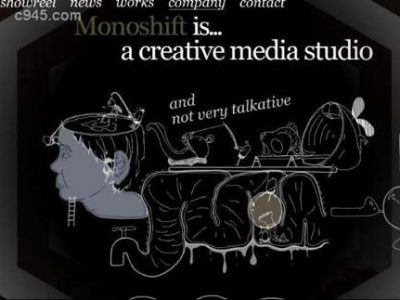 showreel news works company contact
c945.com
Monoshift is...
a creative media studio
and
not very talkative